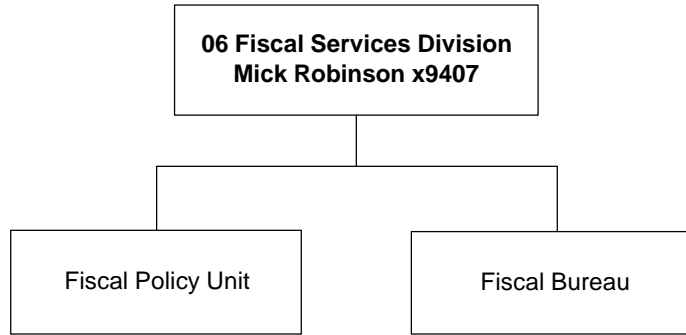 06 Fiscal Services Division
Mick Robinson x9407
Fiscal Policy Unit
Fiscal Bureau